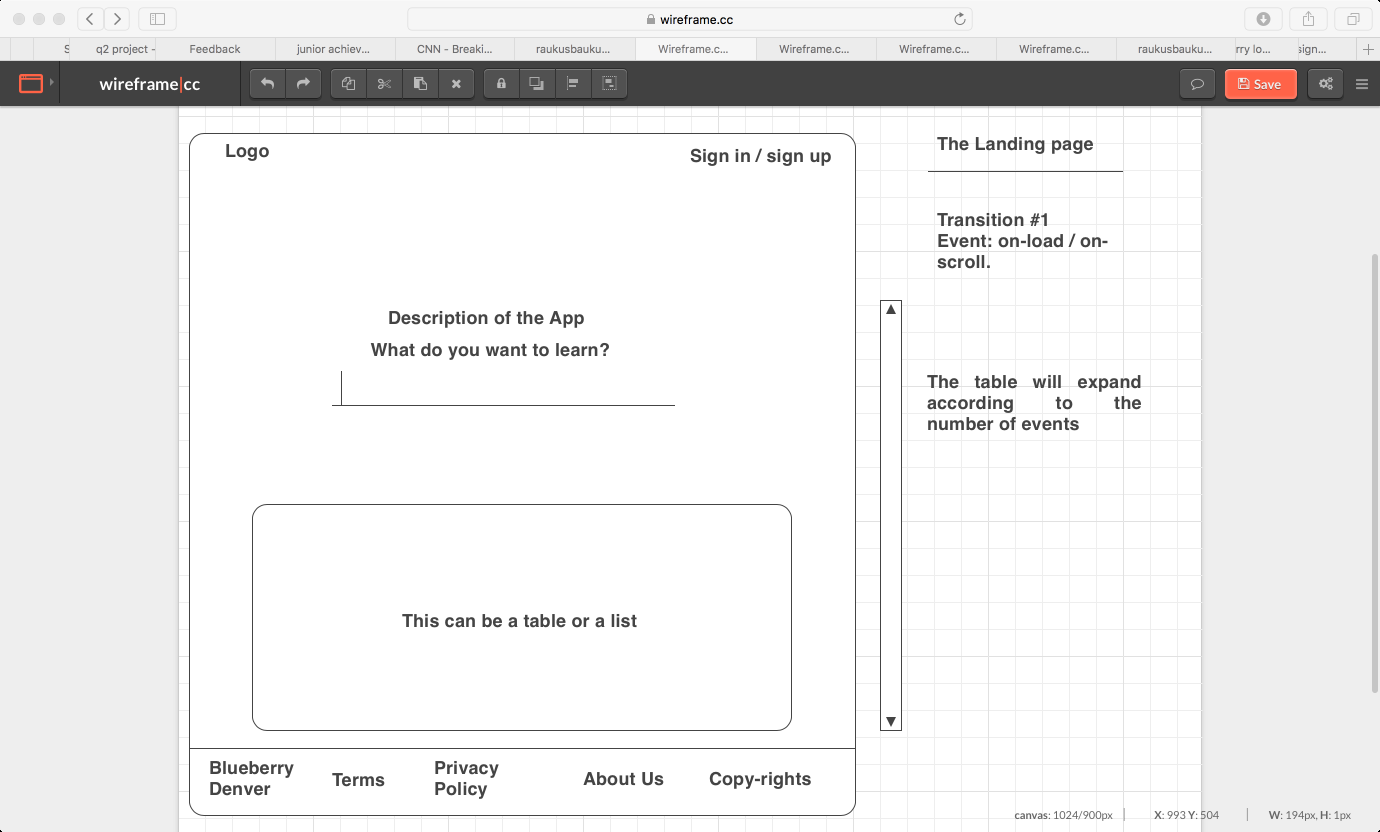 wireframe.cc
S
q2 project -
Feedback
junior achiev...
CNN - Breaki...
raukusbauku...
Wireframe.c...
Wireframe.c...
Wireframe.c...
Wireframe.c...
raukusbauku...
rry lo...
sign...
wireframe|cc
Save
Logo
Sign in / sign up
Description of the App
What do you want to learn?
This can be a table or a list
Blueberry
Denver
Terms
Privacy
Policy
About Us
Copy-rights
The Landing page
Transition #1
Event: on-load / on-
scroll.
The table will expand
according to the
number of events
canvas: 1024/900px
X: 993 Y: 504
W: 194px, H: 1px